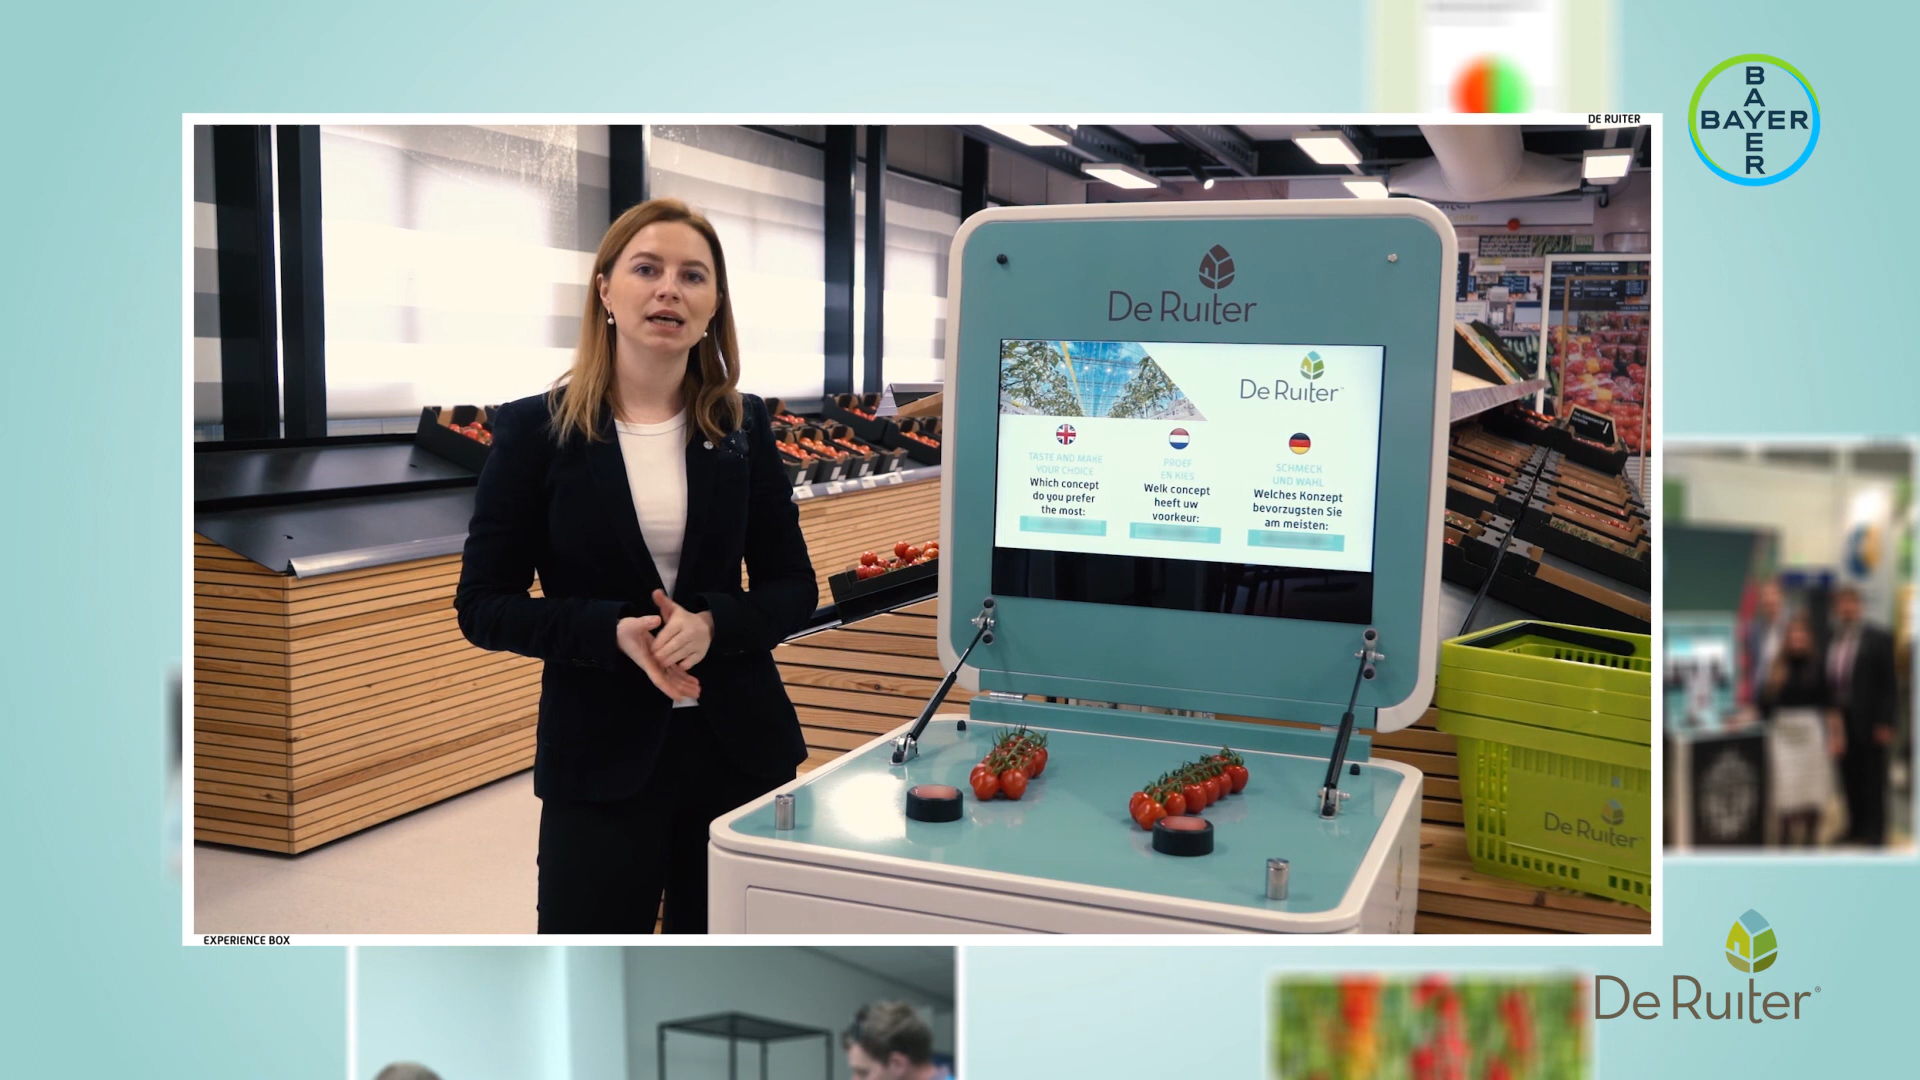 BAYER
BAYER
DE RUITER
De Ruiter
De Ruiter
TASTE AND MAKE
YOUR CHOICE
Which concept
do you prefer
the most:
PROEF
EN KIES
Welk concept
heeft uw
voorkeur:
SCHMECK
UND WAHL
Welches Konzept
bevorzugsten Sie
am meisten:
De Ruiter
EXPERIENCE BOX
De Ruiter